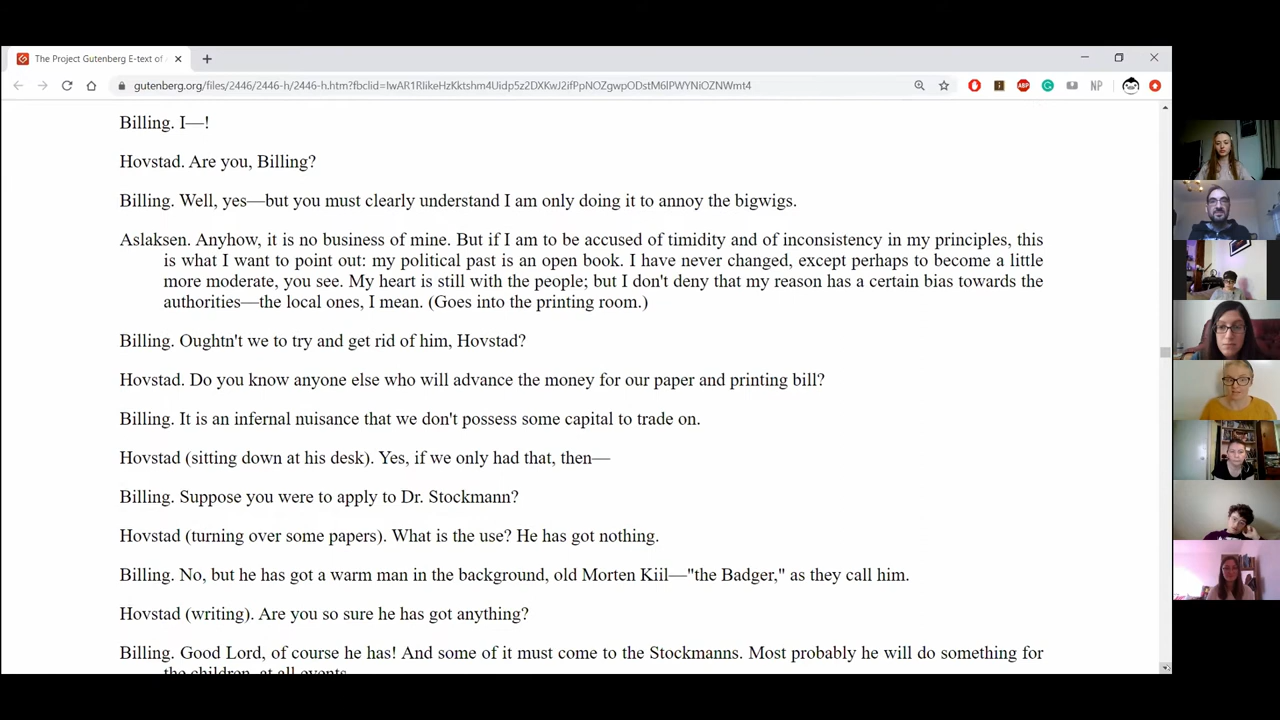 The Project Gutenberg E-text of
gutenberg.org/files/2446/2446-h/2446-h.htm?fbclid=IwAR1RIikeHzKktshm4Uidp5z2DXKwJ2ifPpNOZgwpODstM6lPWYNiOZNWmt4
ABP
NP
Billing. I—!
Hovstad. Are you, Billing?
Billing. Well, yes—but you must clearly understand I am only doing it to annoy the bigwigs.
Aslaksen. Anyhow, it is no business of mine. But if I am to be accused of timidity and of inconsistency in my principles, this
is what I want to point out: my political past is an open book. I have never changed, except perhaps to become a little
more moderate, you see. My heart is still with the people; but I don't deny that my reason has a certain bias towards the
authorities—the local ones, I mean. (Goes into the printing room.)
Billing. Oughtn't we to try and get rid of him, Hovstad?
Hovstad. Do you know anyone else who will advance the money for our paper and printing bill?
Billing. It is an infernal nuisance that we don't possess some capital to trade on.
Hovstad (sitting down at his desk). Yes, if we only had that, then—
Billing. Suppose you were to apply to Dr. Stockmann?
Hovstad (turning over some papers). What is the use? He has got nothing.
Billing. No, but he has got a warm man in the background, old Morten Kiil—"the Badger," as they call him.
Hovstad (writing). Are you so sure he has got anything?
Billing. Good Lord, of course he has! And some of it must come to the Stockmanns. Most probably he will do something for
the children, at all events.